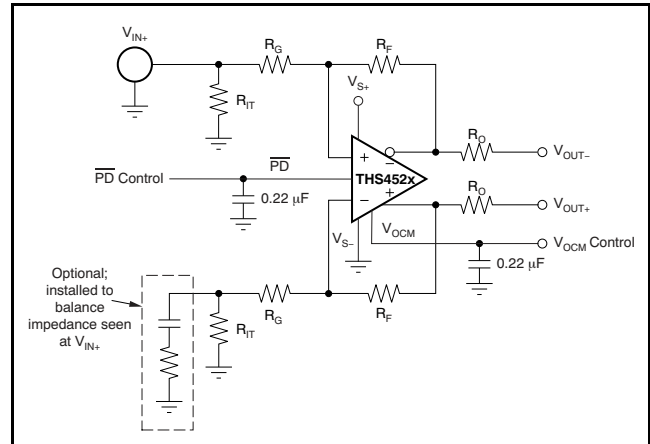 V_IN+
R_G
R_F
V_S+
R_IT
R_O
V_OUT−
+
−
PD Control
PD
THS452x
0.22 µF
−
+
R_O
V_OUT+
V_S−
V_OCM
V_OCM Control
0.22 µF
Optional;
installed to
balance
impedance seen
at V_IN+
R_G
R_F
R_IT